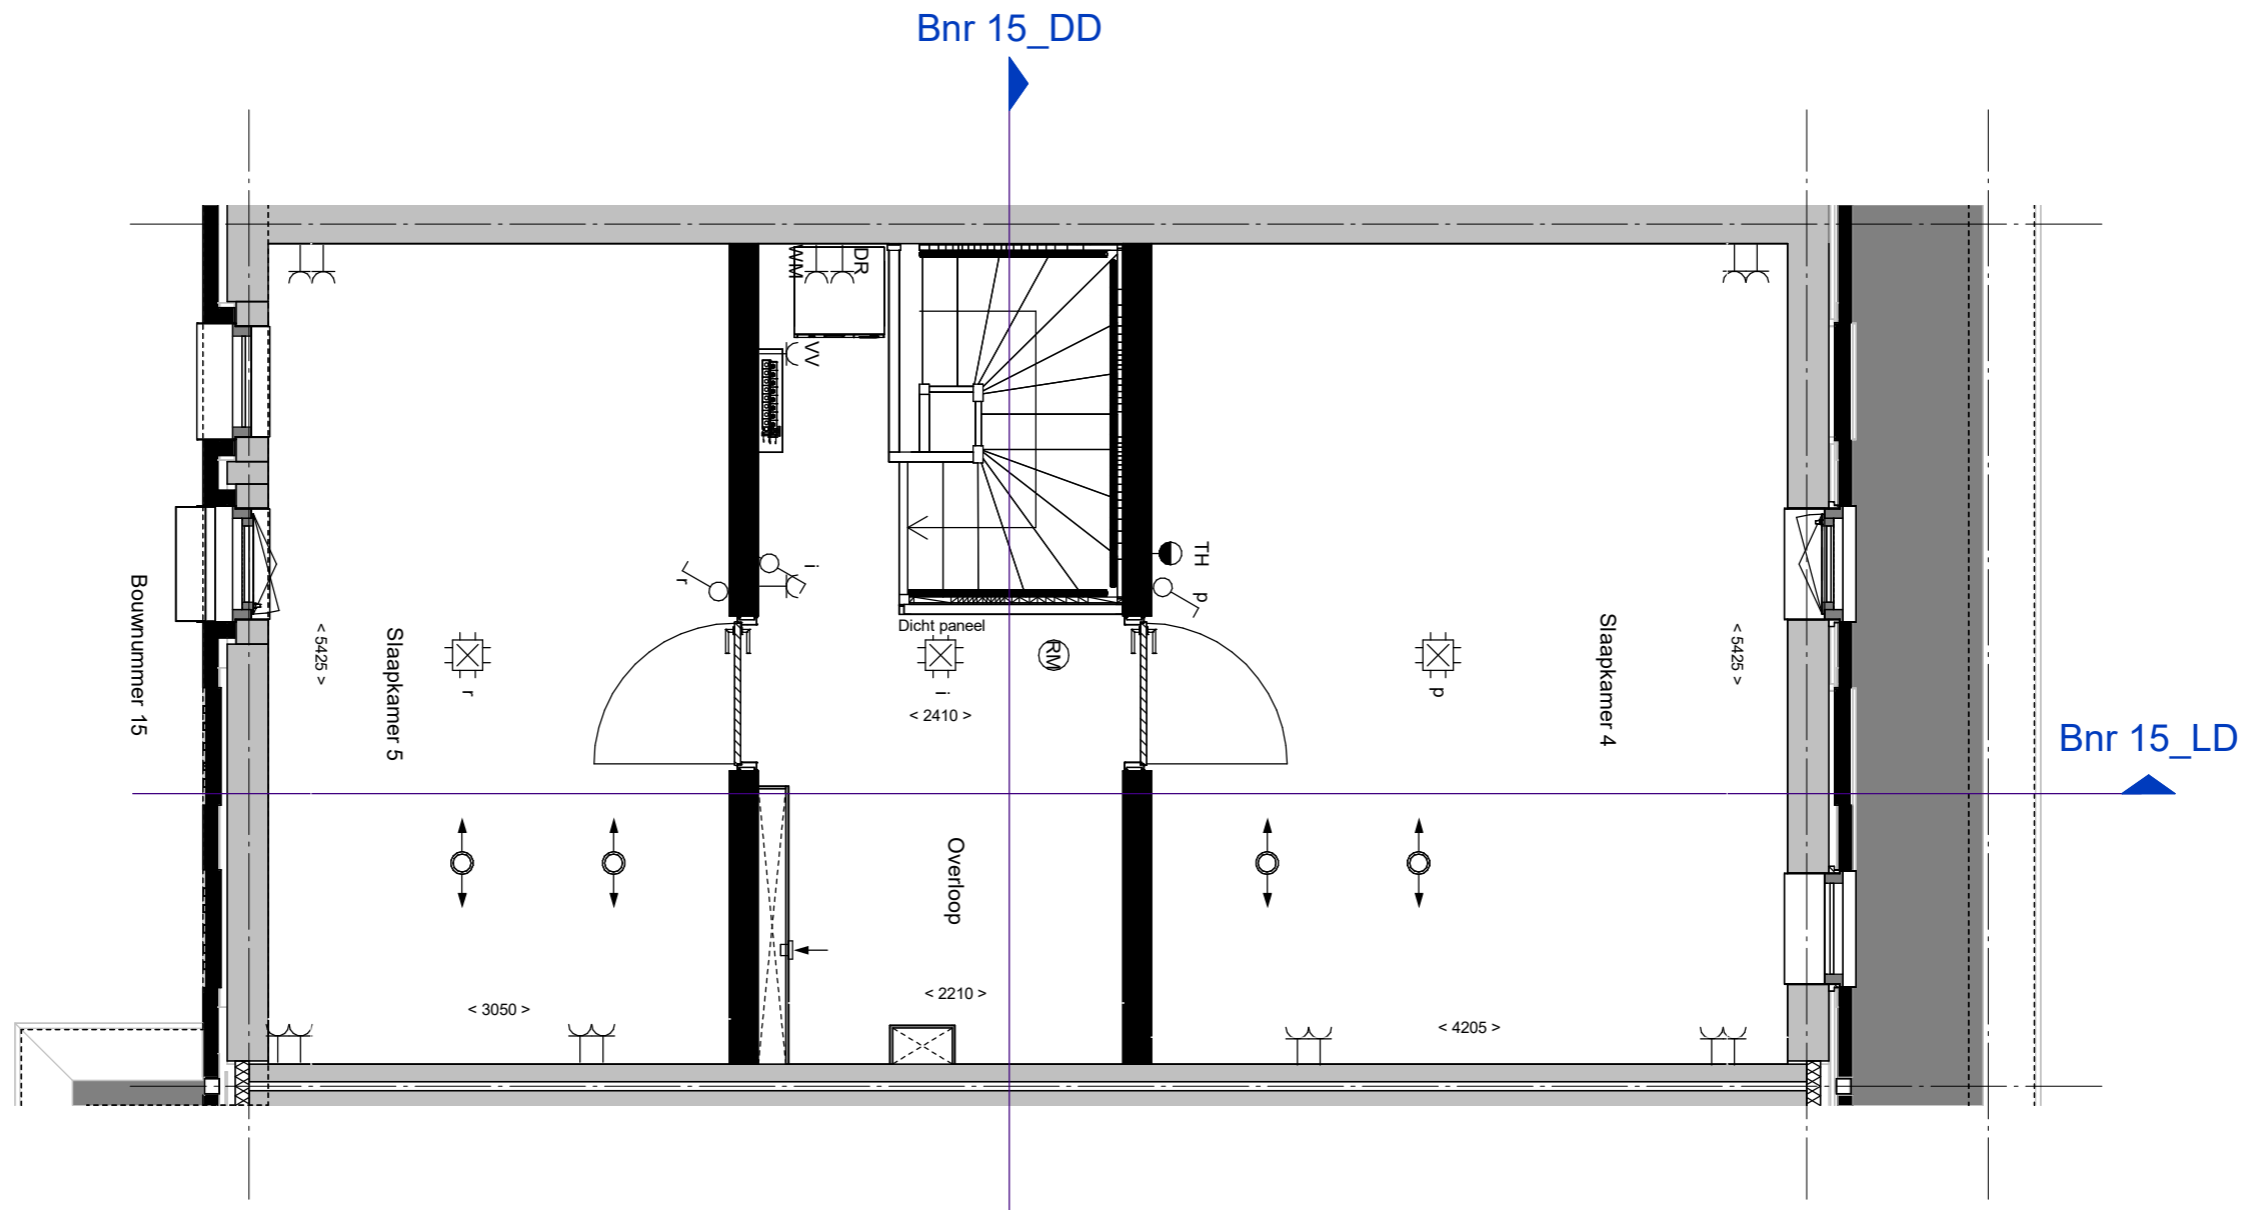 Bnr 15_DD
WM
DR
VV
TH
i
r
p
Dicht paneel
RM
Bouwnummer 15
< 5425 >
Slaapkamer 5
r
i
p
Slaapkamer 4
< 5425 >
< 2410 >
Bnr 15_LD
Overloop
< 3050 >
< 2210 >
< 4205 >